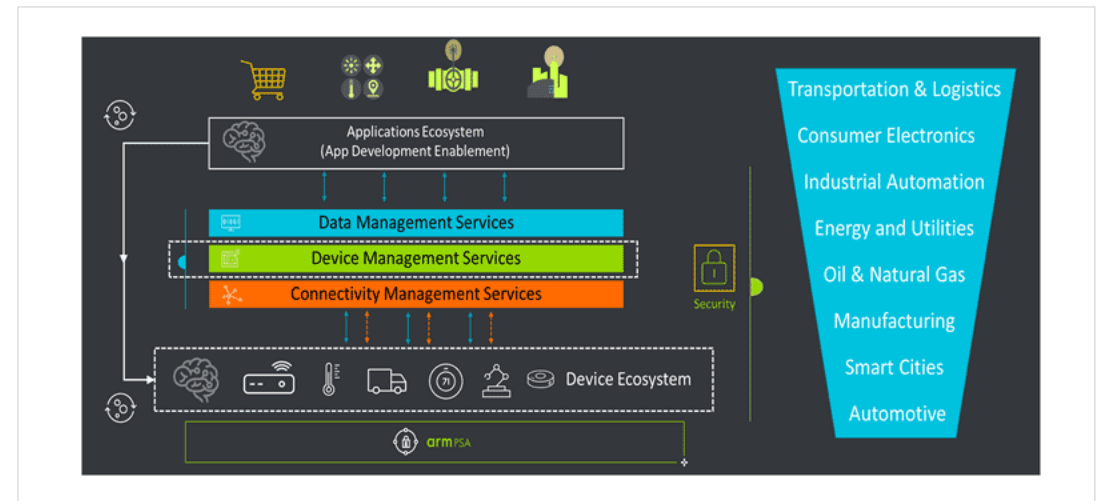 Applications Ecosystem
(App Development Enablement)
Data Management Services
Device Management Services
Connectivity Management Services
71
Device Ecosystem
arm PSA
Security
Transportation & Logistics
Consumer Electronics
Industrial Automation
Energy and Utilities
Oil & Natural Gas
Manufacturing
Smart Cities
Automotive